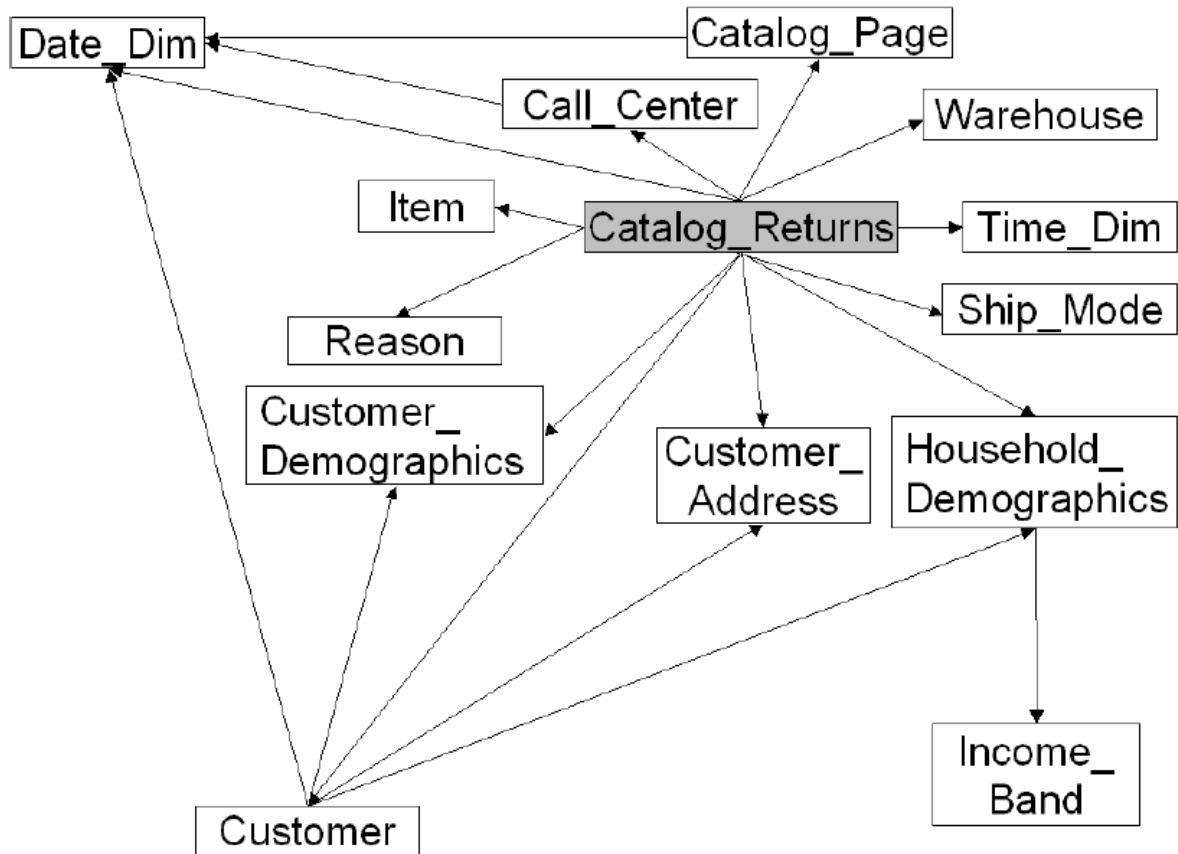 Date_Dim
Catalog_Page
Call_Center
Warehouse
Item
Catalog_Returns
Time_Dim
Ship_Mode
Reason
Customer_
Demographics
Customer_
Address
Household_
Demographics
Income_
Band
Customer